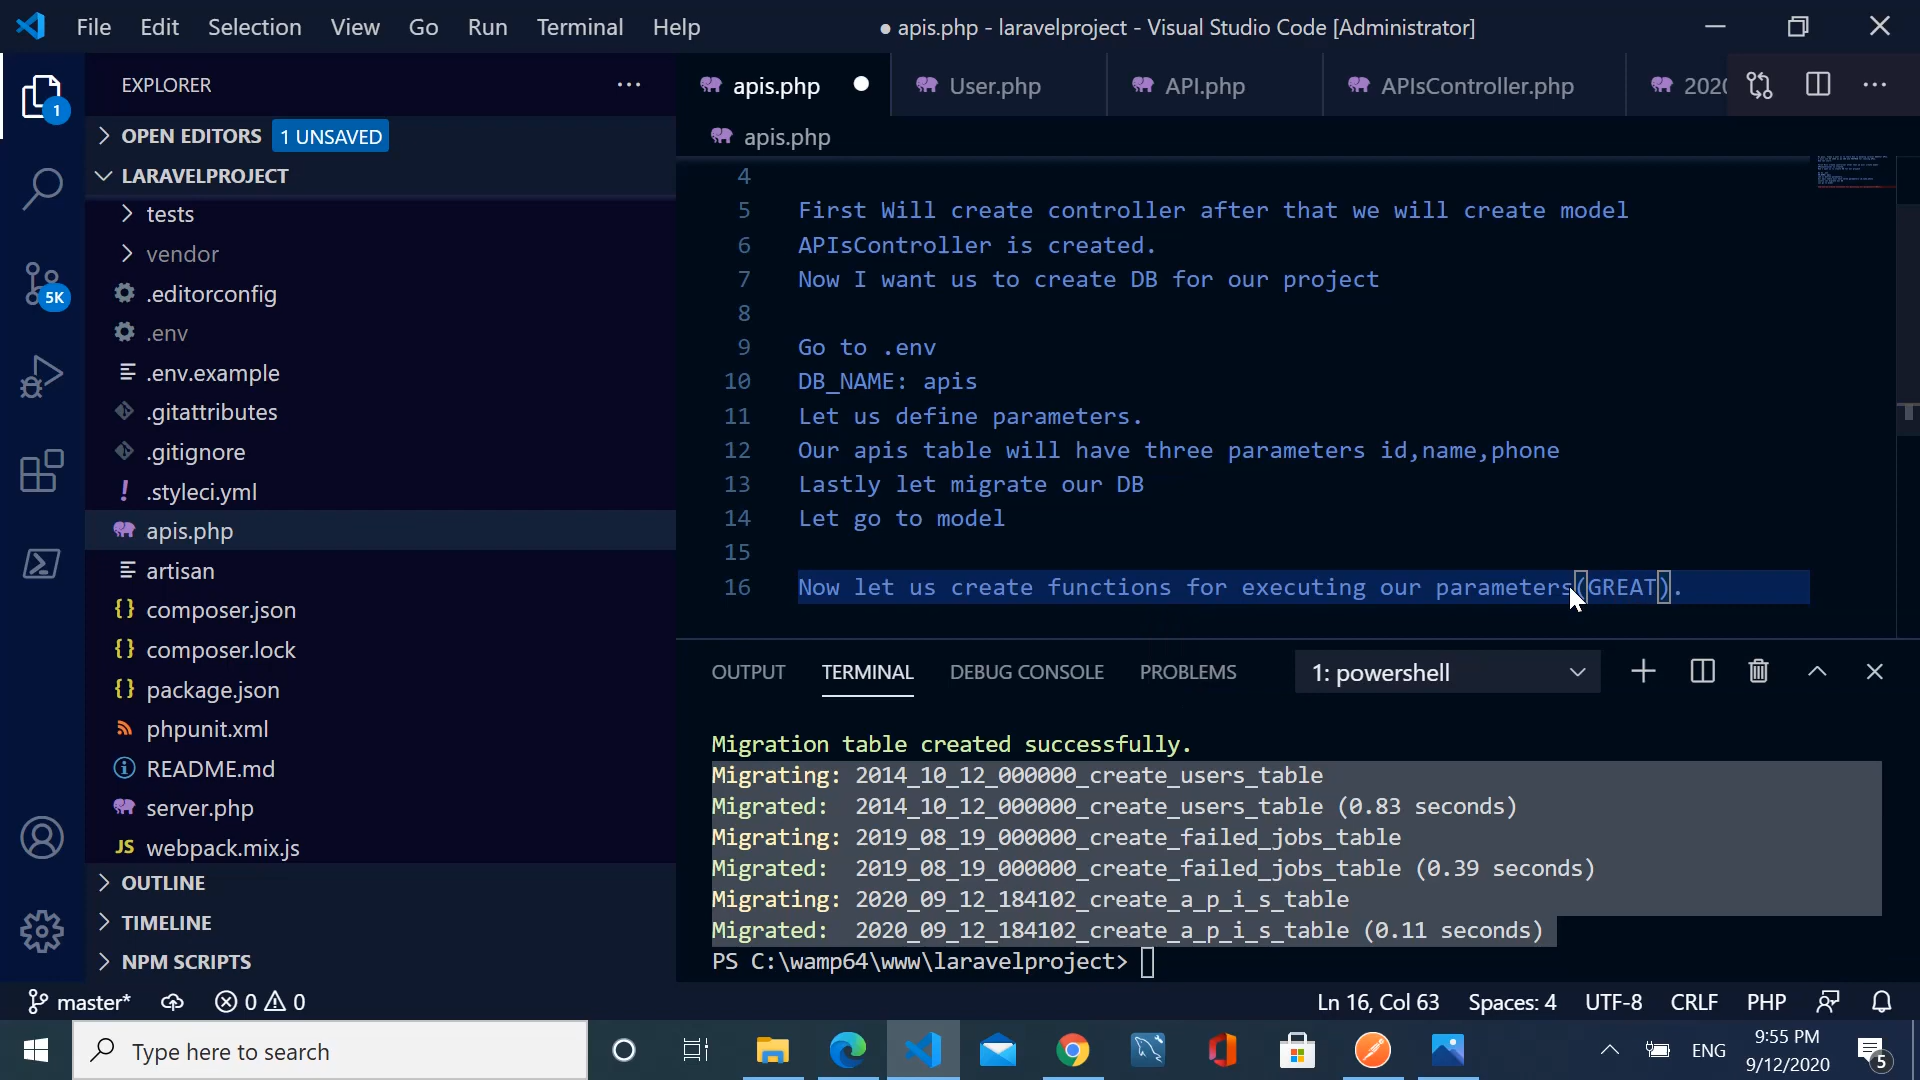 File Edit Selection View Go Run Terminal Help
● apis.php - laravelproject - Visual Studio Code [Administrator]
EXPLORER
apis.php
User.php
API.php
APIsController.php
2020
1
OPEN EDITORS 1 UNSAVED
LARAVELPROJECT
tests
vendor
.editorconfig
5K
.env
.env.example
.gitattributes
.gitignore
.styleci.yml
apis.php
artisan
composer.json
composer.lock
package.json
phpunit.xml
README.md
server.php
JS webpack.mix.js
OUTLINE
TIMELINE
NPM SCRIPTS
apis.php
4
5 First Will create controller after that we will create model
6 APIsController is created.
7 Now I want us to create DB for our project
8
9 Go to .env
10 DB_NAME: apis
11 Let us define parameters.
12 Our apis table will have three parameters id,name,phone
13 Lastly let migrate our DB
14 Let go to model
15
16 Now let us create functions for executing our parameters(GREAT).
OUTPUT TERMINAL DEBUG CONSOLE PROBLEMS
1: powershell
Migration table created successfully.
Migrating: 2014_10_12_000000_create_users_table
Migrated:  2014_10_12_000000_create_users_table (0.83 seconds)
Migrating: 2019_08_19_000000_create_failed_jobs_table
Migrated:  2019_08_19_000000_create_failed_jobs_table (0.39 seconds)
Migrating: 2020_09_12_184102_create_a_p_i_s_table
Migrated:  2020_09_12_184102_create_a_p_i_s_table (0.11 seconds)
PS C:\wamp64\www\laravelproject>
master* 0 0
Ln 16, Col 63 Spaces: 4 UTF-8 CRLF PHP
Type here to search
ENG
9:55 PM
9/12/2020
5